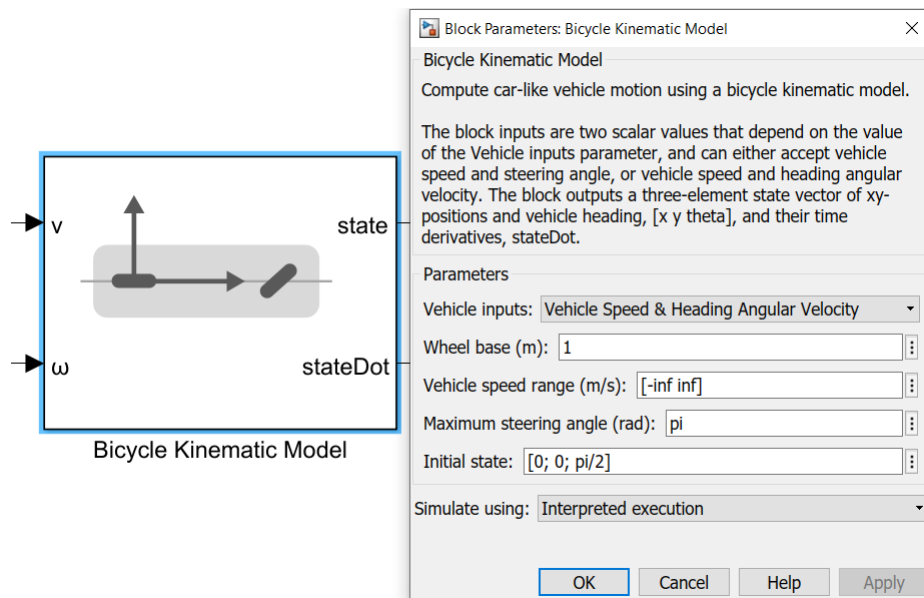 v
state
ω
stateDot
Bicycle Kinematic Model
Block Parameters: Bicycle Kinematic Model
Bicycle Kinematic Model
Compute car-like vehicle motion using a bicycle kinematic model.
The block inputs are two scalar values that depend on the value
of the Vehicle inputs parameter, and can either accept vehicle
speed and steering angle, or vehicle speed and heading angular
velocity. The block outputs a three-element state vector of xy-
positions and vehicle heading, [x y theta], and their time
derivatives, stateDot.
Parameters
Vehicle inputs: Vehicle Speed & Heading Angular Velocity
Wheel base (m): 1
Vehicle speed range (m/s): [-inf inf]
Maximum steering angle (rad): pi
Initial state: [0; 0; pi/2]
Simulate using: Interpreted execution
OK Cancel Help Apply